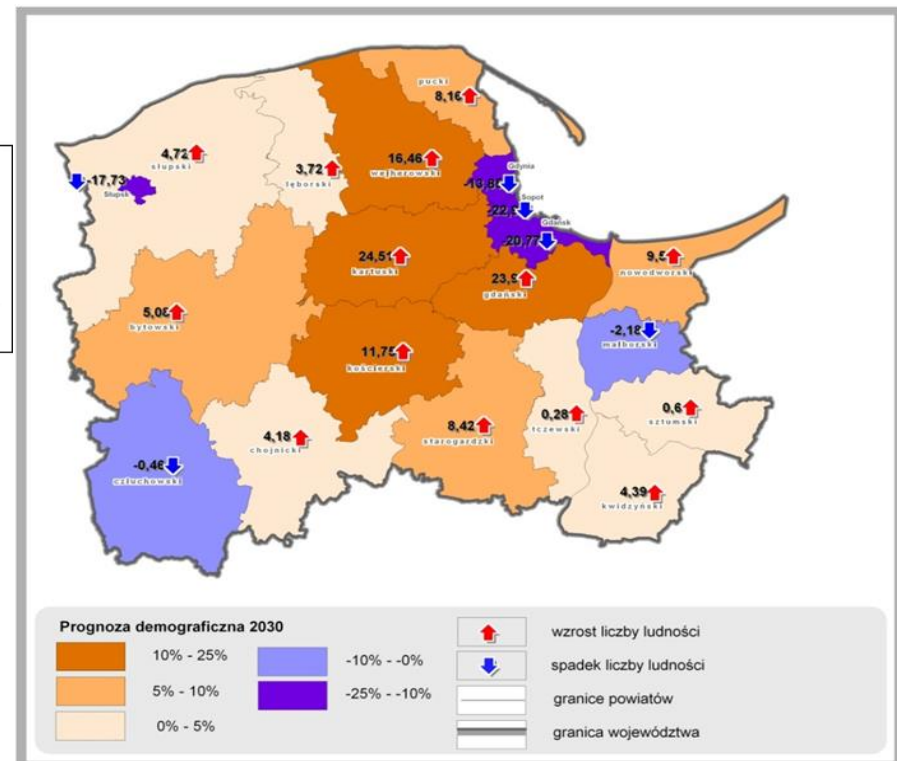 pucki
8,16
4,72
słupski
-17,73
Słupsk
3,72
lęborski
16,46
wejherowski
Gdynia
Sopot
Gdańsk
-20,77
24,51
kartuski
23,9
gdański
9,5
nowodworski
5,08
bytowski
11,75
kościerski
-2,18
malborski
-0,46
człuchowski
4,18
chojnicki
8,42
starogardzki
0,28
tczewski
0,6
sztumski
4,39
kwidzyński
Prognoza demograficzna 2030
10% - 25%
5% - 10%
0% - 5%
-10% - -0%
-25% - -10%
wzrost liczby ludności
spadek liczby ludności
granice powiatów
granica województwa